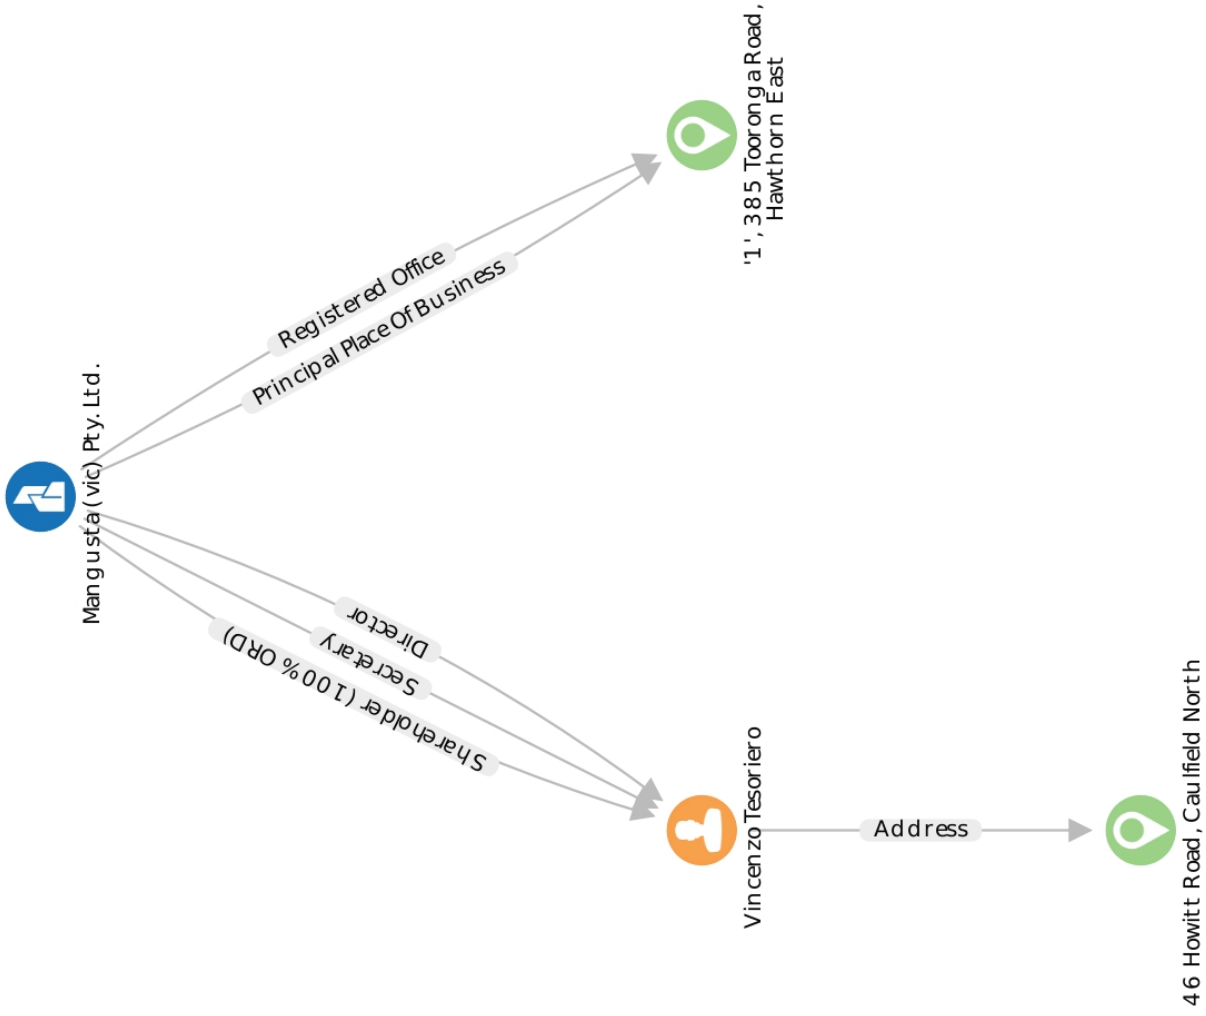 Mangusta (vic) Pty. Ltd.
Registered Office
Principal Place Of Business
Director
Secretary
Shareholder (100% ORD)
'1', 385 Tooronga Road,
Hawthorn East
Vincenzo Tesoriero
Address
46 Howitt Road, Caulfield North